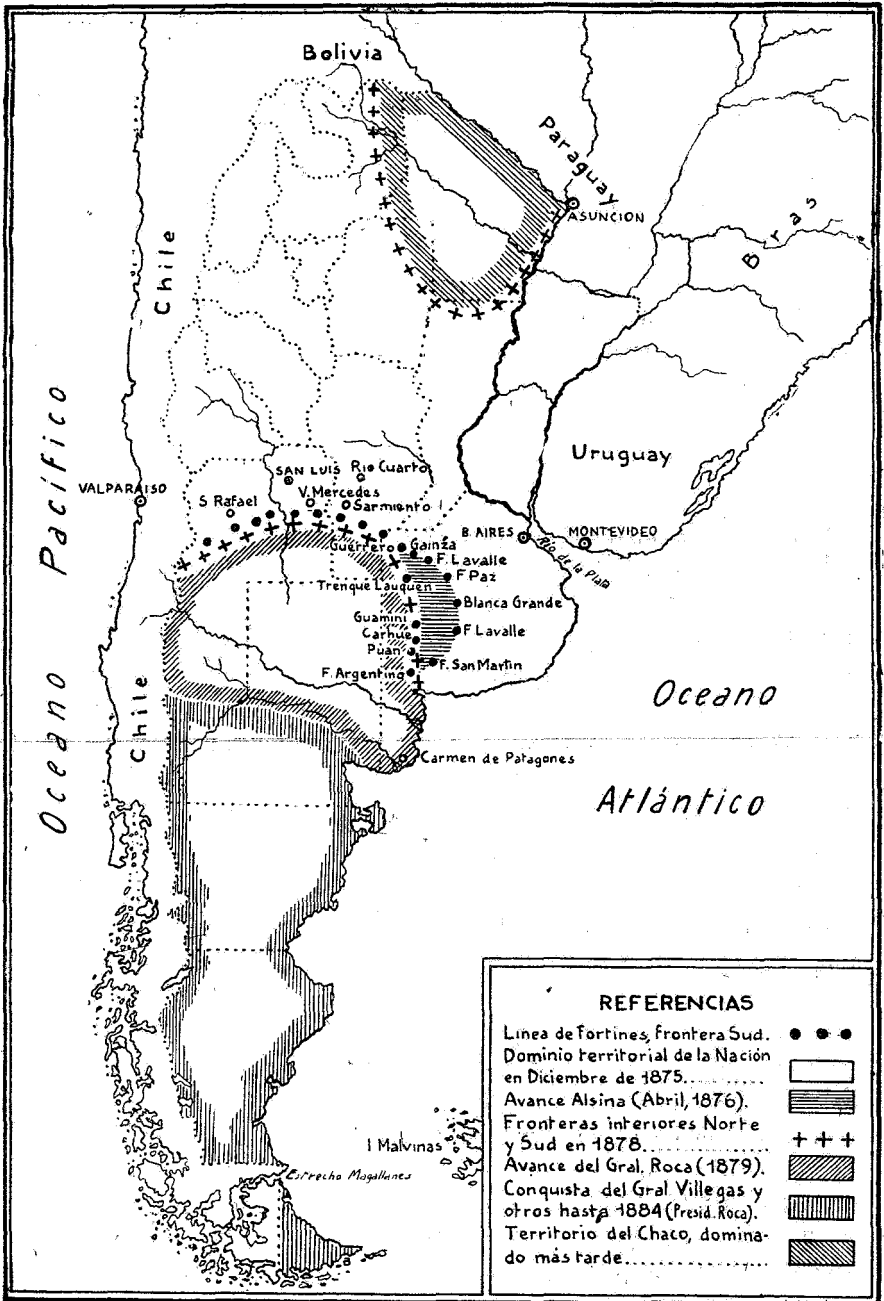 Bolivia
Paraguay
ASUNCION
Bras
Chile
Oceano Pacífico
Uruguay
VALPARAISO
SAN LUIS
Rio Cuarto
V. Mercedes
S. Rafael
Sarmiento
B. AIRES
MONTEVIDEO
Río de la Plata
Guerrero
Gainza
F. Lavalle
F. Paz
Trenque Lauquen
Blanca Grande
Guamini
Carhue
F. Lavalle
Puan
F. San Martin
F. Argentino
Oceano
Chile
Carmen de Patagones
Atlántico
I Malvinas
Estrecho Magallanes
REFERENCIAS
Linea de fortines, frontera Sud.
Dominio territorial de la Nación
en Diciembre de 1875...........
Avance Alsina (Abril, 1876).
Fronteras interiores Norte
y Sud en 1878..............
Avance del Gral. Roca (1879).
Conquista del Gral Villegas y
otros hasta 1884 (Presid. Roca).
Territorio del Chaco, domina-
do más tarde................